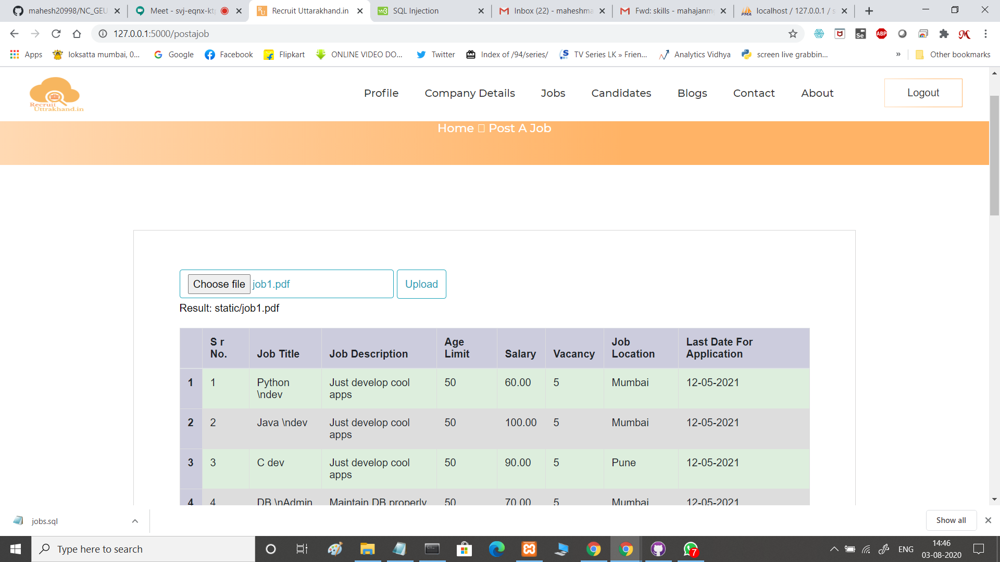 mahesh20998/NC_GEU
Meet - svj-eqnx-ktp
Recruit Uttarakhand.in
SQL Injection
Inbox (22) - maheshma
Fwd: skills - mahajanm
localhost / 127.0.0.1 / s
127.0.0.1:5000/postajob
Apps
loksatta mumbai, 0...
Google
Facebook
Flipkart
ONLINE VIDEO DO...
Twitter
Index of /94/series/
TV Series LK » Frien...
Analytics Vidhya
screen live grabbin...
»
Other bookmarks
Recruit
Uttrakhand.in
Profile
Company Details
Jobs
Candidates
Blogs
Contact
About
Logout
Home ▯ Post A Job
Choose file job1.pdf
Upload
Result: static/job1.pdf
S r No. Job Title Job Description Age Limit Salary Vacancy Job Location Last Date For Application
1 1 Python \ndev Just develop cool apps 50 60.00 5 Mumbai 12-05-2021
2 2 Java \ndev Just develop cool apps 50 100.00 5 Mumbai 12-05-2021
3 3 C dev Just develop cool apps 50 90.00 5 Pune 12-05-2021
4 4 DB \nAdmin Maintain DB properly 50 70.00 5 Mumbai 12-05-2021
jobs.sql
Show all
Type here to search
7
ENG
14:46
03-08-2020